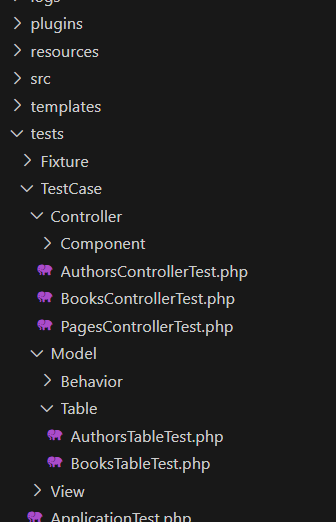 logs
plugins
resources
src
templates
tests
Fixture
TestCase
Controller
Component
AuthorsControllerTest.php
BooksControllerTest.php
PagesControllerTest.php
Model
Behavior
Table
AuthorsTableTest.php
BooksTableTest.php
View
ApplicationTest.php